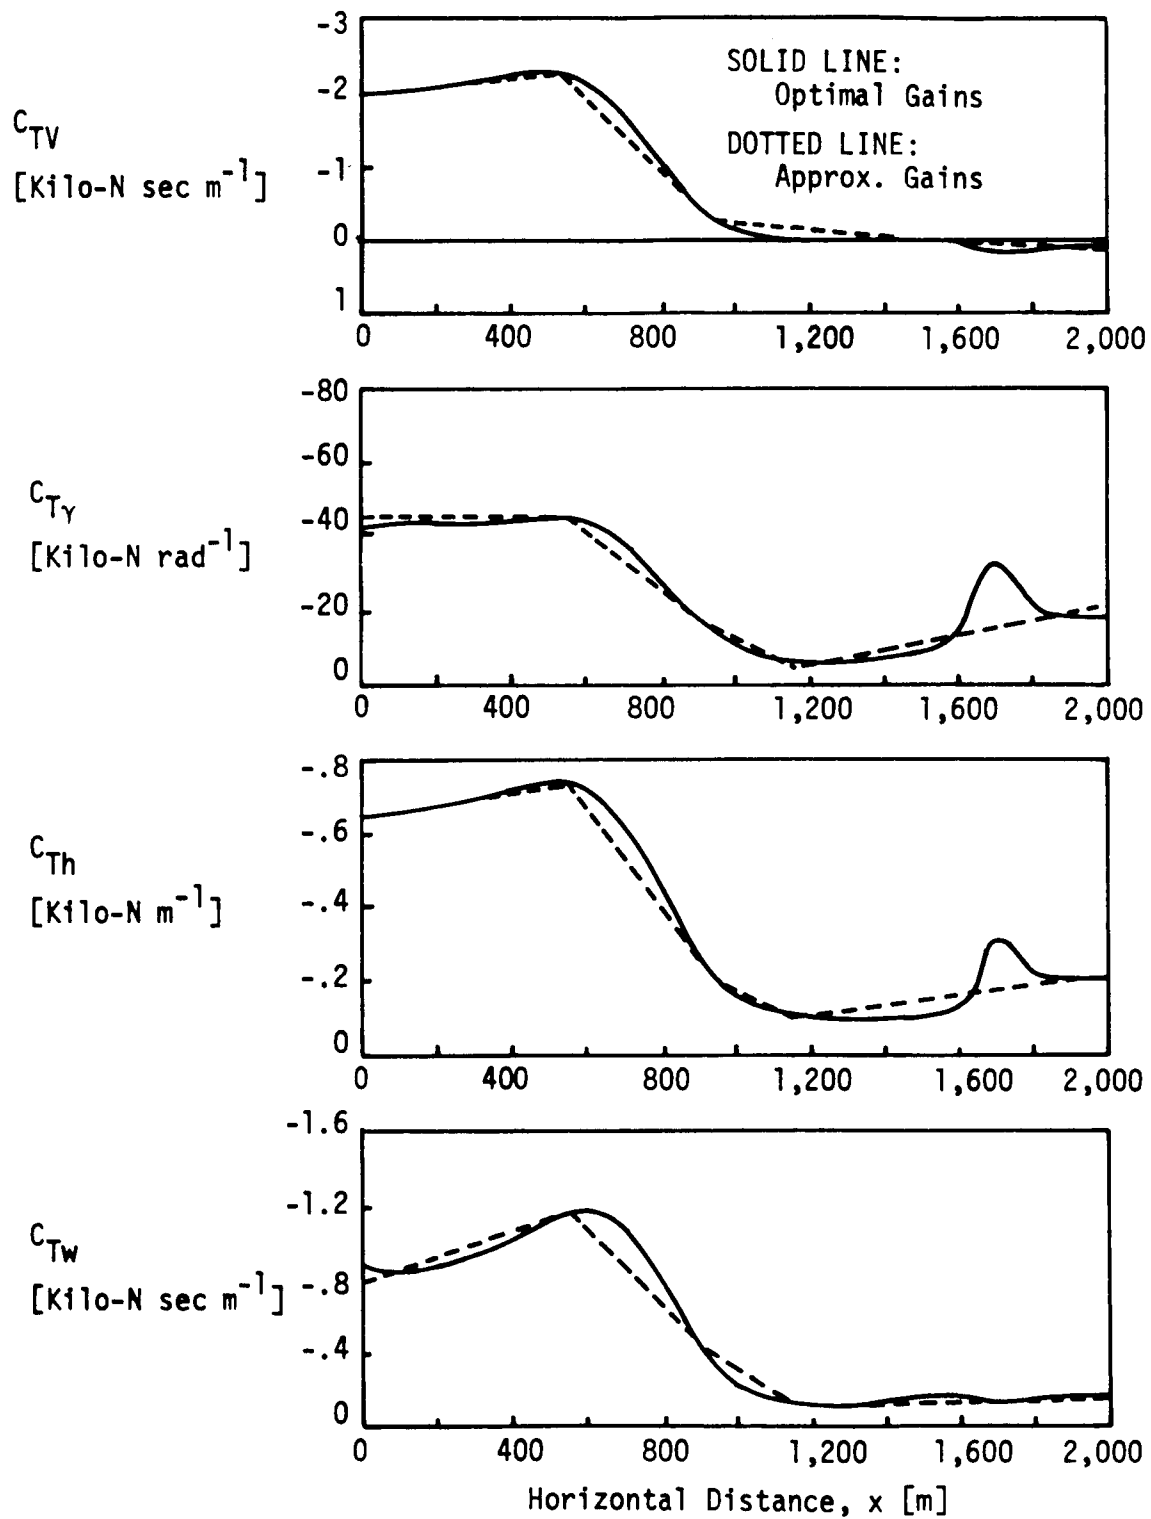 -3
-2
-1
0
1
C_TV
[Kilo-N sec m⁻¹]
SOLID LINE:
Optimal Gains
DOTTED LINE:
Approx. Gains
0 400 800 1,200 1,600 2,000
-80
-60
-40
-20
0
C_Tγ
[Kilo-N rad⁻¹]
0 400 800 1,200 1,600 2,000
-.8
-.6
-.4
-.2
0
C_Th
[Kilo-N m⁻¹]
0 400 800 1,200 1,600 2,000
-1.6
-1.2
-.8
-.4
0
C_Tw
[Kilo-N sec m⁻¹]
0 400 800 1,200 1,600 2,000
Horizontal Distance, x [m]